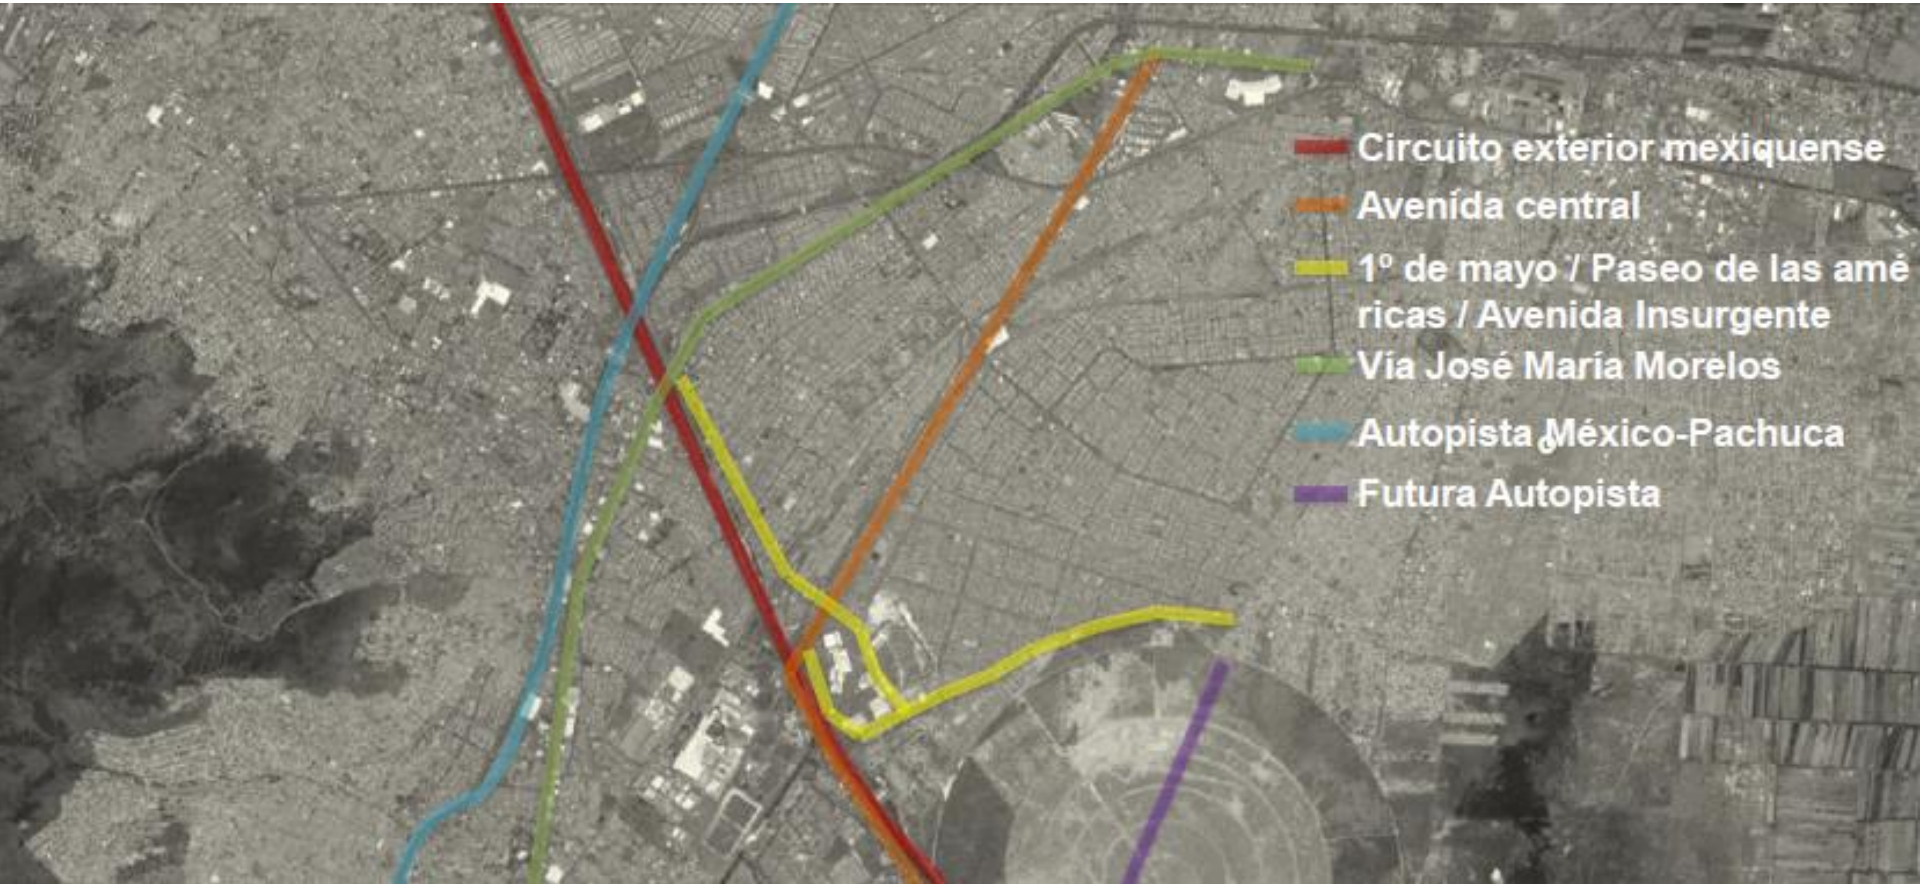 Circuito exterior mexiquense
Avenida central
1º de mayo / Paseo de las amé
ricas / Avenida Insurgente
Vía José María Morelos
Autopista México-Pachuca
Futura Autopista